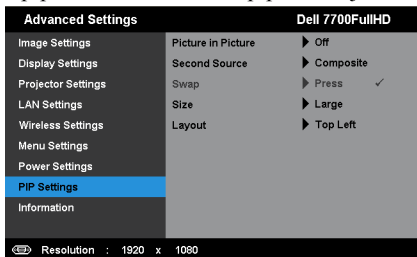 Advanced Settings Dell 7700FullHD
Image Settings Picture in Picture Off
Display Settings Second Source Composite
Projector Settings Swap Press
LAN Settings Size Large
Wireless Settings Layout Top Left
Menu Settings
Power Settings
PIP Settings
Information
Resolution : 1920 x 1080